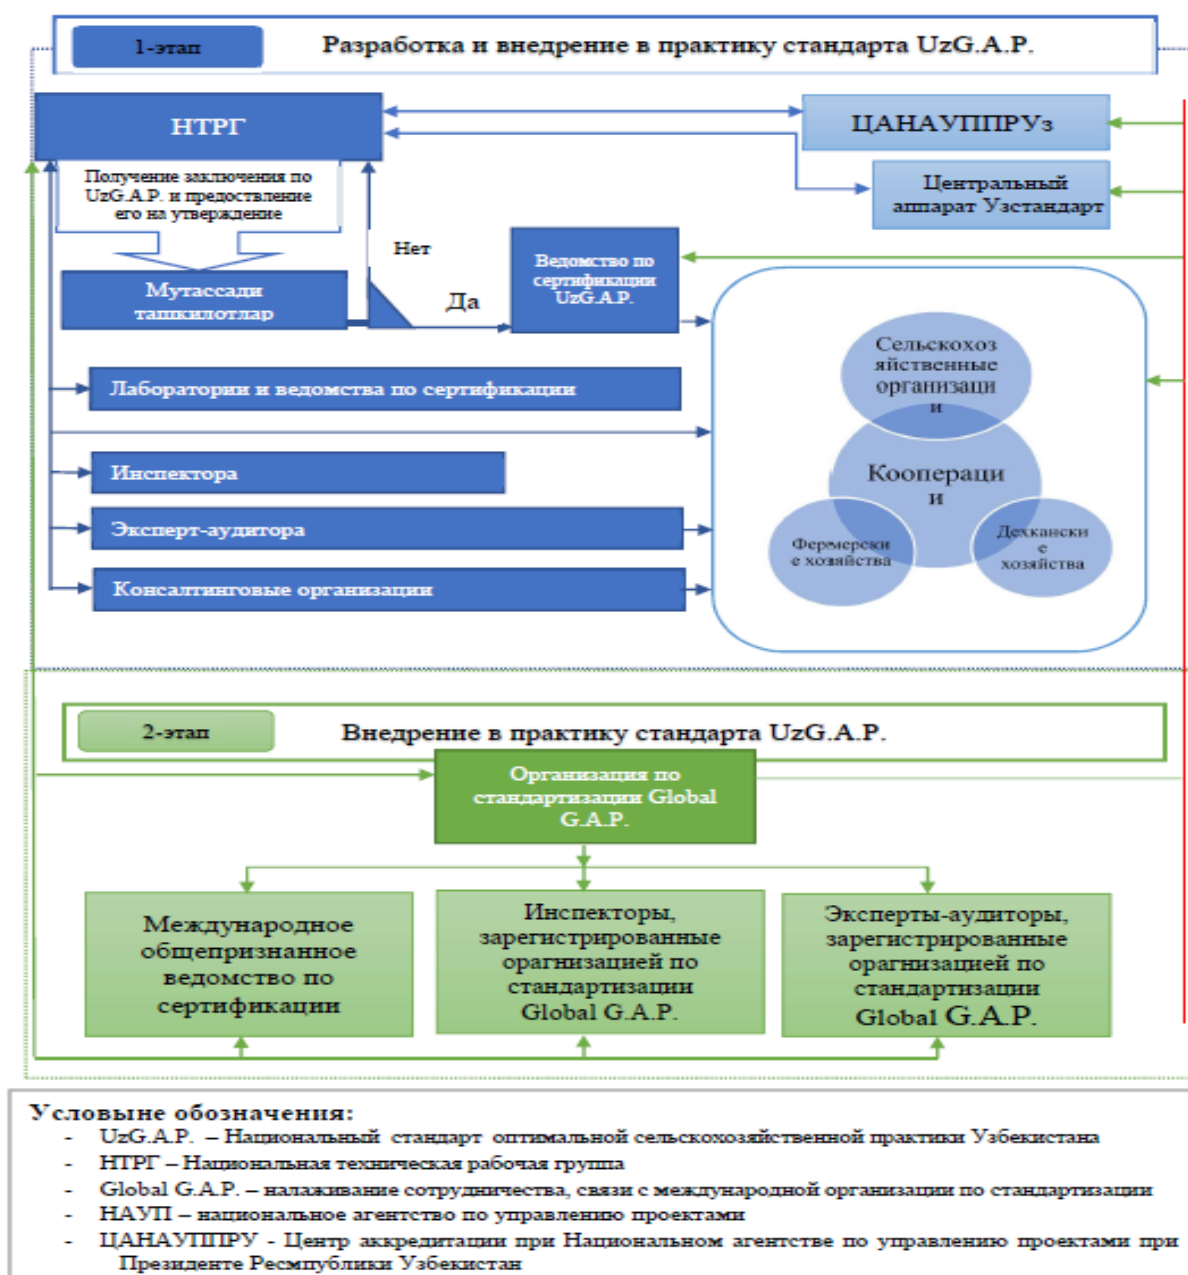 1-этап
Разработка и внедрение в практику стандарта UzG.A.P.
НТРГ
ЦАНАУППРУз
Получение заключения по
UzG.A.P. и предоствление
его на утверждение
Центральный
аппарат Узстандарт
Нет
Ведомство по
сертификации
UzG.A.P.
Мутассади
ташкилотлар
Да
Сельскохоз
яйственные
организаци
и
Лаборатории и ведомства по сертификации
Инспектора
Коопераци
и
Эксперт-аудитора
Фермерски
е хозяйства
Дехкански
е
хозяйства
Консалтинговые организации
2-этап
Внедрение в практику стандарта UzG.A.P.
Организация по
стандартизации Global
G.A.P.
Международное
общепризнанное
ведомство по
сертификации
Инспекторы,
зарегистрированные
орагнизацией по
стандартизации
Global G.A.P.
Эксперты-аудиторы,
зарегистрированные
орагнизацией по
стандартизации
Global G.A.P.
Условыне обозначения:
- UzG.A.P. – Национальный стандарт оптимальной сельскохозяйственной практики Узбекистана
- НТРГ – Национальная техническая рабочая группа
- Global G.A.P. – налаживание сотрудничества, связи с международной организации по стандартизации
- НАУП – национальное агентство по управлению проектами
- ЦАНАУППРУ - Центр аккредитации при Национальном агентстве по управлению проектами при
Президенте Ресмпублики Узбекистан